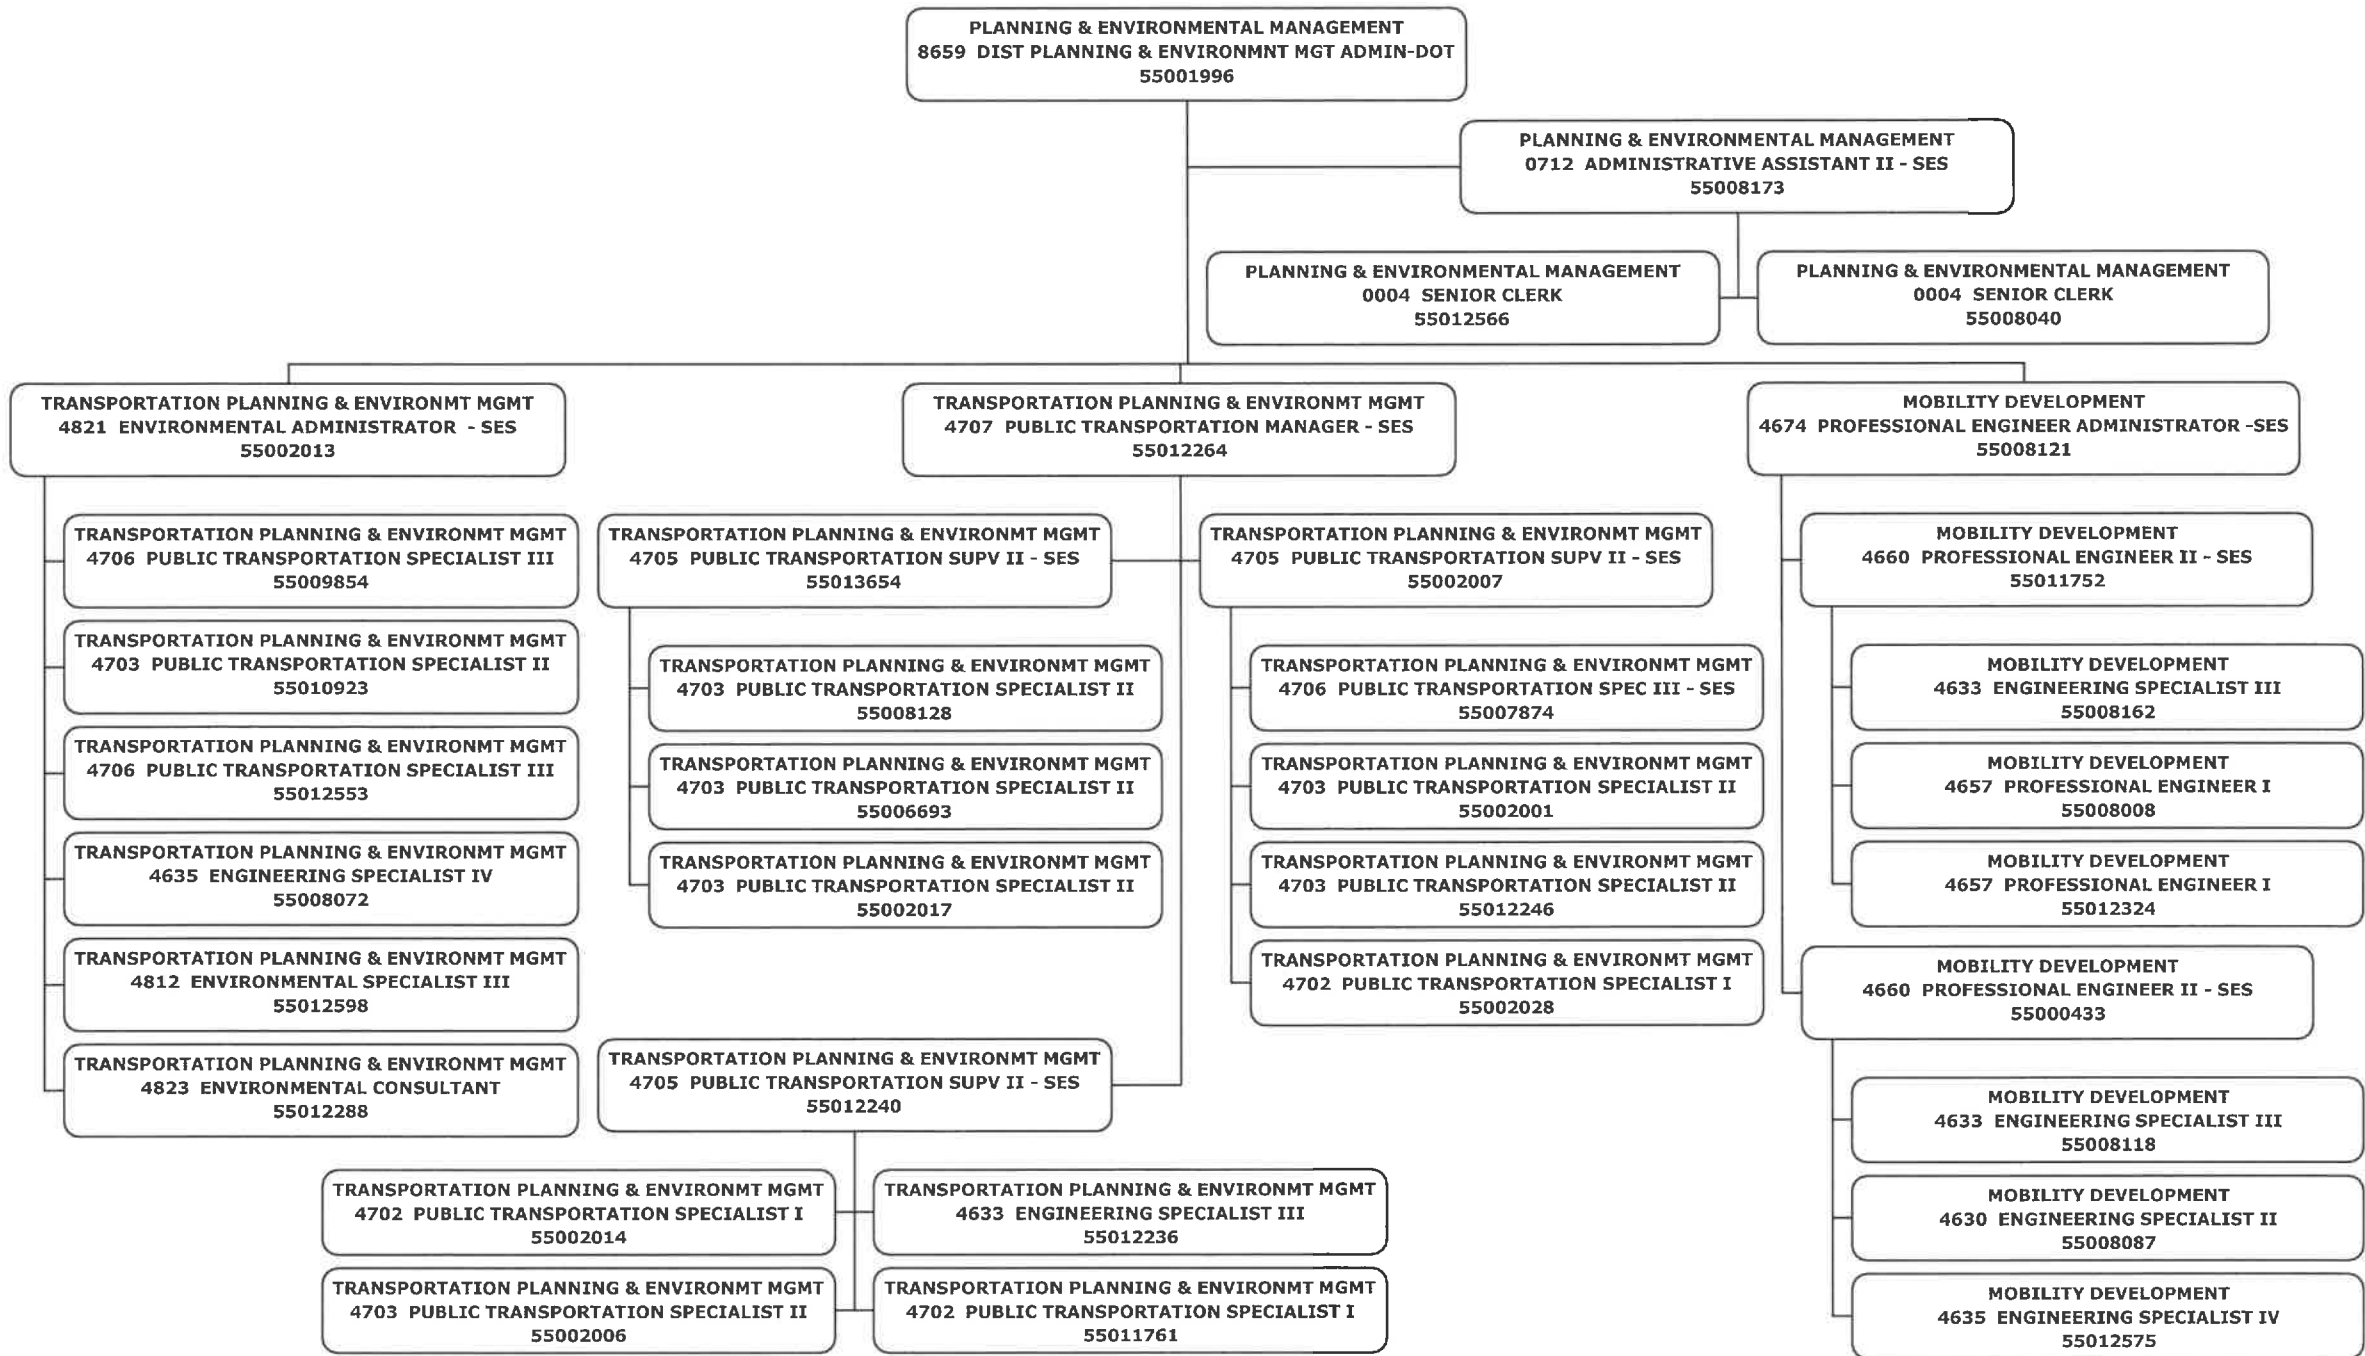 PLANNING & ENVIRONMENTAL MANAGEMENT
8659 DIST PLANNING & ENVIRONMNT MGT ADMIN-DOT
55001996
PLANNING & ENVIRONMENTAL MANAGEMENT
0712 ADMINISTRATIVE ASSISTANT II - SES
55008173
PLANNING & ENVIRONMENTAL MANAGEMENT
0004 SENIOR CLERK
55012566
PLANNING & ENVIRONMENTAL MANAGEMENT
0004 SENIOR CLERK
55008040
TRANSPORTATION PLANNING & ENVIRONMT MGMT
4821 ENVIRONMENTAL ADMINISTRATOR - SES
55002013
TRANSPORTATION PLANNING & ENVIRONMT MGMT
4706 PUBLIC TRANSPORTATION SPECIALIST III
55009854
TRANSPORTATION PLANNING & ENVIRONMT MGMT
4703 PUBLIC TRANSPORTATION SPECIALIST II
55010923
TRANSPORTATION PLANNING & ENVIRONMT MGMT
4706 PUBLIC TRANSPORTATION SPECIALIST III
55012553
TRANSPORTATION PLANNING & ENVIRONMT MGMT
4635 ENGINEERING SPECIALIST IV
55008072
TRANSPORTATION PLANNING & ENVIRONMT MGMT
4812 ENVIRONMENTAL SPECIALIST III
55012598
TRANSPORTATION PLANNING & ENVIRONMT MGMT
4823 ENVIRONMENTAL CONSULTANT
55012288
TRANSPORTATION PLANNING & ENVIRONMT MGMT
4707 PUBLIC TRANSPORTATION MANAGER - SES
55012264
TRANSPORTATION PLANNING & ENVIRONMT MGMT
4705 PUBLIC TRANSPORTATION SUPV II - SES
55013654
TRANSPORTATION PLANNING & ENVIRONMT MGMT
4703 PUBLIC TRANSPORTATION SPECIALIST II
55008128
TRANSPORTATION PLANNING & ENVIRONMT MGMT
4703 PUBLIC TRANSPORTATION SPECIALIST II
55006693
TRANSPORTATION PLANNING & ENVIRONMT MGMT
4703 PUBLIC TRANSPORTATION SPECIALIST II
55002017
TRANSPORTATION PLANNING & ENVIRONMT MGMT
4705 PUBLIC TRANSPORTATION SUPV II - SES
55002007
TRANSPORTATION PLANNING & ENVIRONMT MGMT
4706 PUBLIC TRANSPORTATION SPEC III - SES
55007874
TRANSPORTATION PLANNING & ENVIRONMT MGMT
4703 PUBLIC TRANSPORTATION SPECIALIST II
55002001
TRANSPORTATION PLANNING & ENVIRONMT MGMT
4703 PUBLIC TRANSPORTATION SPECIALIST II
55012246
TRANSPORTATION PLANNING & ENVIRONMT MGMT
4702 PUBLIC TRANSPORTATION SPECIALIST I
55002028
TRANSPORTATION PLANNING & ENVIRONMT MGMT
4705 PUBLIC TRANSPORTATION SUPV II - SES
55012240
TRANSPORTATION PLANNING & ENVIRONMT MGMT
4702 PUBLIC TRANSPORTATION SPECIALIST I
55002014
TRANSPORTATION PLANNING & ENVIRONMT MGMT
4633 ENGINEERING SPECIALIST III
55012236
TRANSPORTATION PLANNING & ENVIRONMT MGMT
4703 PUBLIC TRANSPORTATION SPECIALIST II
55002006
TRANSPORTATION PLANNING & ENVIRONMT MGMT
4702 PUBLIC TRANSPORTATION SPECIALIST I
55011761
MOBILITY DEVELOPMENT
4674 PROFESSIONAL ENGINEER ADMINISTRATOR -SES
55008121
MOBILITY DEVELOPMENT
4660 PROFESSIONAL ENGINEER II - SES
55011752
MOBILITY DEVELOPMENT
4633 ENGINEERING SPECIALIST III
55008162
MOBILITY DEVELOPMENT
4657 PROFESSIONAL ENGINEER I
55008008
MOBILITY DEVELOPMENT
4657 PROFESSIONAL ENGINEER I
55012324
MOBILITY DEVELOPMENT
4660 PROFESSIONAL ENGINEER II - SES
55000433
MOBILITY DEVELOPMENT
4633 ENGINEERING SPECIALIST III
55008118
MOBILITY DEVELOPMENT
4630 ENGINEERING SPECIALIST II
55008087
MOBILITY DEVELOPMENT
4635 ENGINEERING SPECIALIST IV
55012575